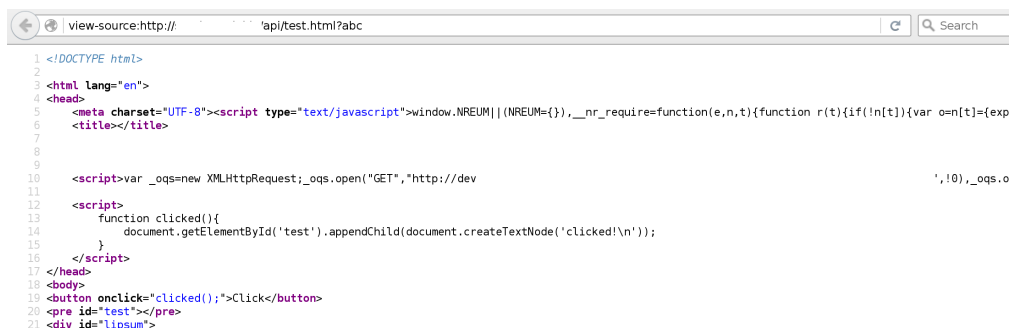 view-source:http://s /api/test.html?abc Search
1 <!DOCTYPE html>
2
3 <html lang="en">
4 <head>
5 <meta charset="UTF-8"><script type="text/javascript">window.NREUM||(NREUM={}),__nr_require=function(e,n,t){function r(t){if(!n[t]){var o=n[t]={exp
6 <title></title>
7
8
9
10 <script>var _oqs=new XMLHttpRequest;_oqs.open("GET","http://dev ',!0),_oqs.o
11
12 <script>
13 function clicked(){
14 document.getElementById('test').appendChild(document.createTextNode('clicked!\n'));
15 }
16 </script>
17 </head>
18 <body>
19 <button onclick="clicked();">Click</button>
20 <pre id="test"></pre>
21 <div id="lipsum">